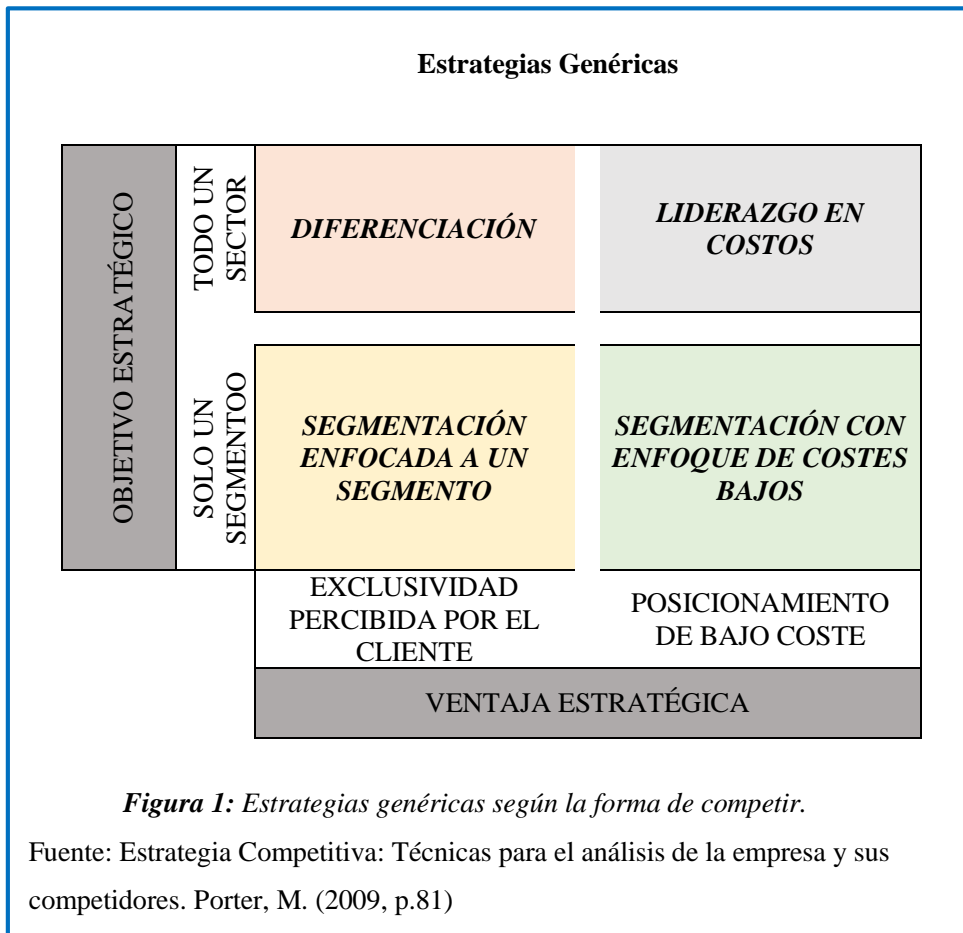 Estrategias Genéricas
OBJETIVO ESTRATÉGICO
TODO UN
SECTOR
DIFERENCIACIÓN
LIDERAZGO EN
COSTOS
SOLO UN
SEGMENTOO
SEGMENTACIÓN
ENFOCADA A UN
SEGMENTO
SEGMENTACIÓN CON
ENFOQUE DE COSTES
BAJOS
EXCLUSIVIDAD
PERCIBIDA POR EL
CLIENTE
POSICIONAMIENTO
DE BAJO COSTE
VENTAJA ESTRATÉGICA
Figura 1: Estrategias genéricas según la forma de competir.
Fuente: Estrategia Competitiva: Técnicas para el análisis de la empresa y sus
competidores. Porter, M. (2009, p.81)